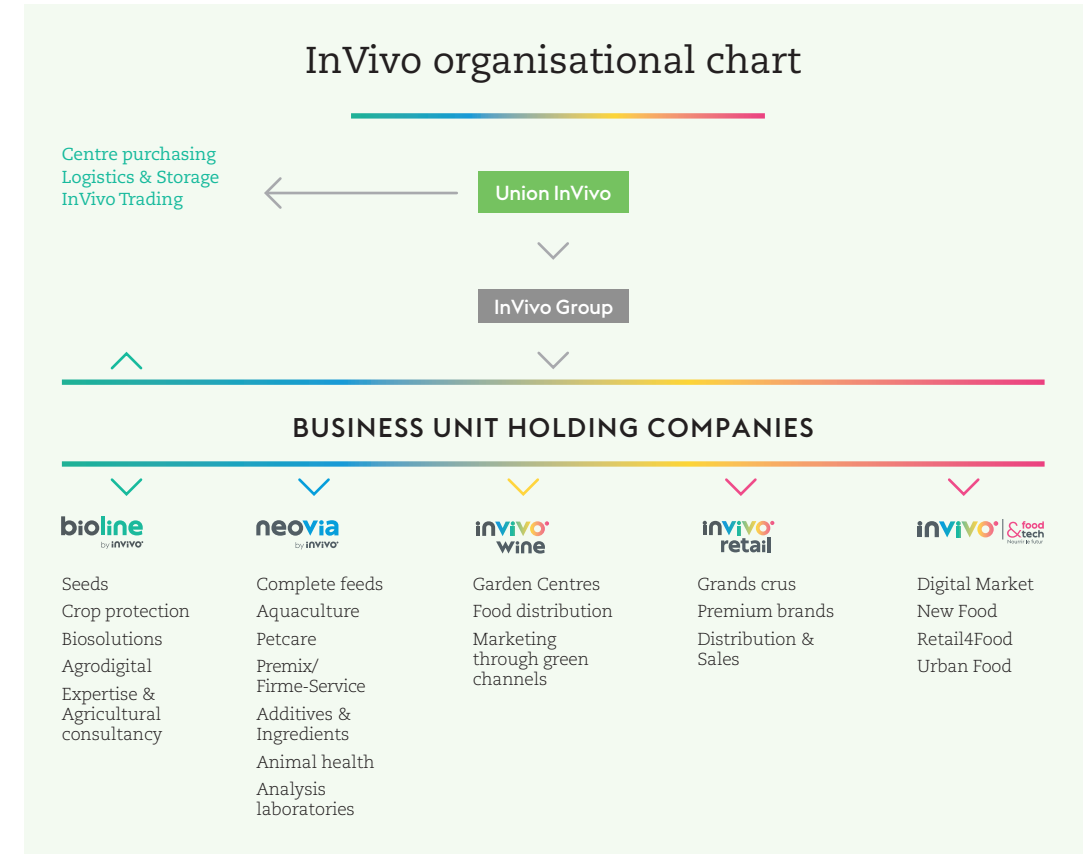 InVivo organisational chart
Centre purchasing
Logistics & Storage
InVivo Trading
Union InVivo
InVivo Group
BUSINESS UNIT HOLDING COMPANIES
bioline
by invivo
Seeds
Crop protection
Biosolutions
Agrodigital
Expertise &
Agricultural
consultancy
neovia
by invivo
Complete feeds
Aquaculture
Petcare
Premix/
Firme-Service
Additives &
Ingredients
Animal health
Analysis
laboratories
invivo
wine
Garden Centres
Food distribution
Marketing
through green
channels
invivo
retail
Grands crus
Premium brands
Distribution &
Sales
invivo & food
tech
Nourrir le futur
Digital Market
New Food
Retail4Food
Urban Food